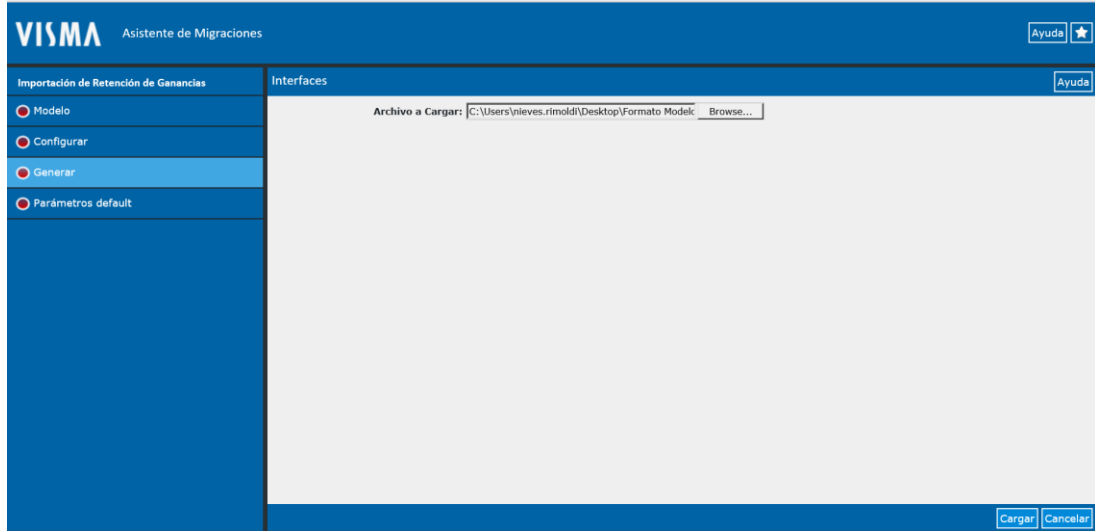 VISMA Asistente de Migraciones Ayuda
Importación de Retención de Ganancias
Interfaces Ayuda
Modelo
Archivo a Cargar: C:\Users\nieves.rimoldi\Desktop\Formato Modelo Browse...
Configurar
Generar
Parámetros default
Cargar Cancelar